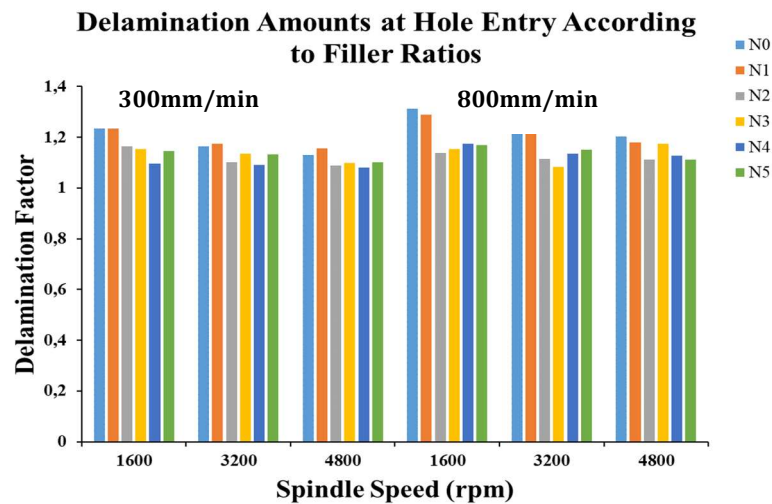 Delamination Amounts at Hole Entry According
to Filler Ratios
300mm/min
800mm/min
N0
N1
N2
N3
N4
N5
Delamination Factor
1,4
1,2
1
0,8
0,6
0,4
0,2
0
1600
3200
4800
1600
3200
4800
Spindle Speed (rpm)